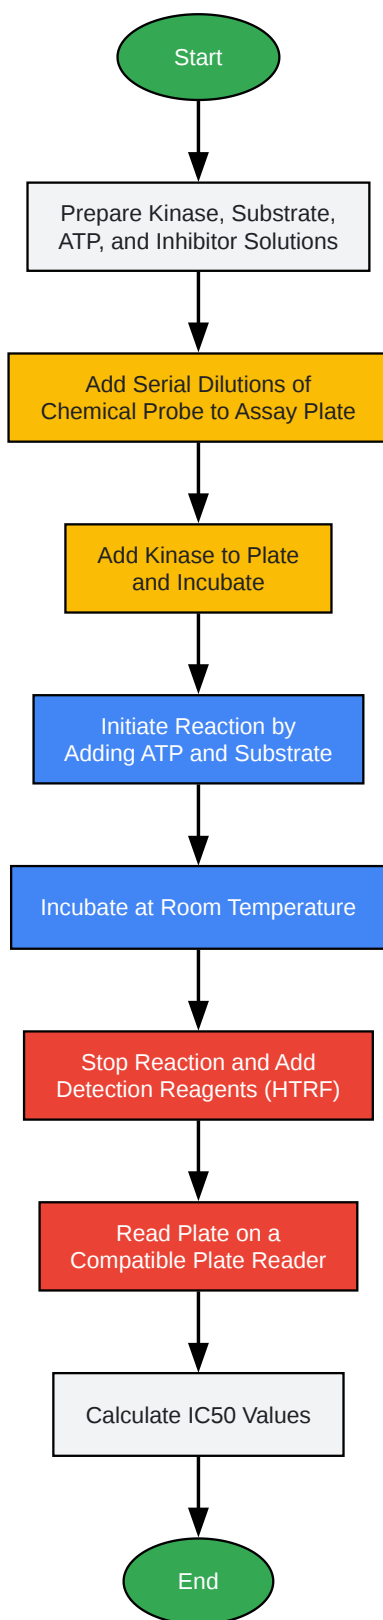 Start
Prepare Kinase, Substrate,
ATP, and Inhibitor Solutions
Add Serial Dilutions of
Chemical Probe to Assay Plate
Add Kinase to Plate
and Incubate
Initiate Reaction by
Adding ATP and Substrate
Incubate at Room Temperature
Stop Reaction and Add
Detection Reagents (HTRF)
Read Plate on a
Compatible Plate Reader
Calculate IC50 Values
End